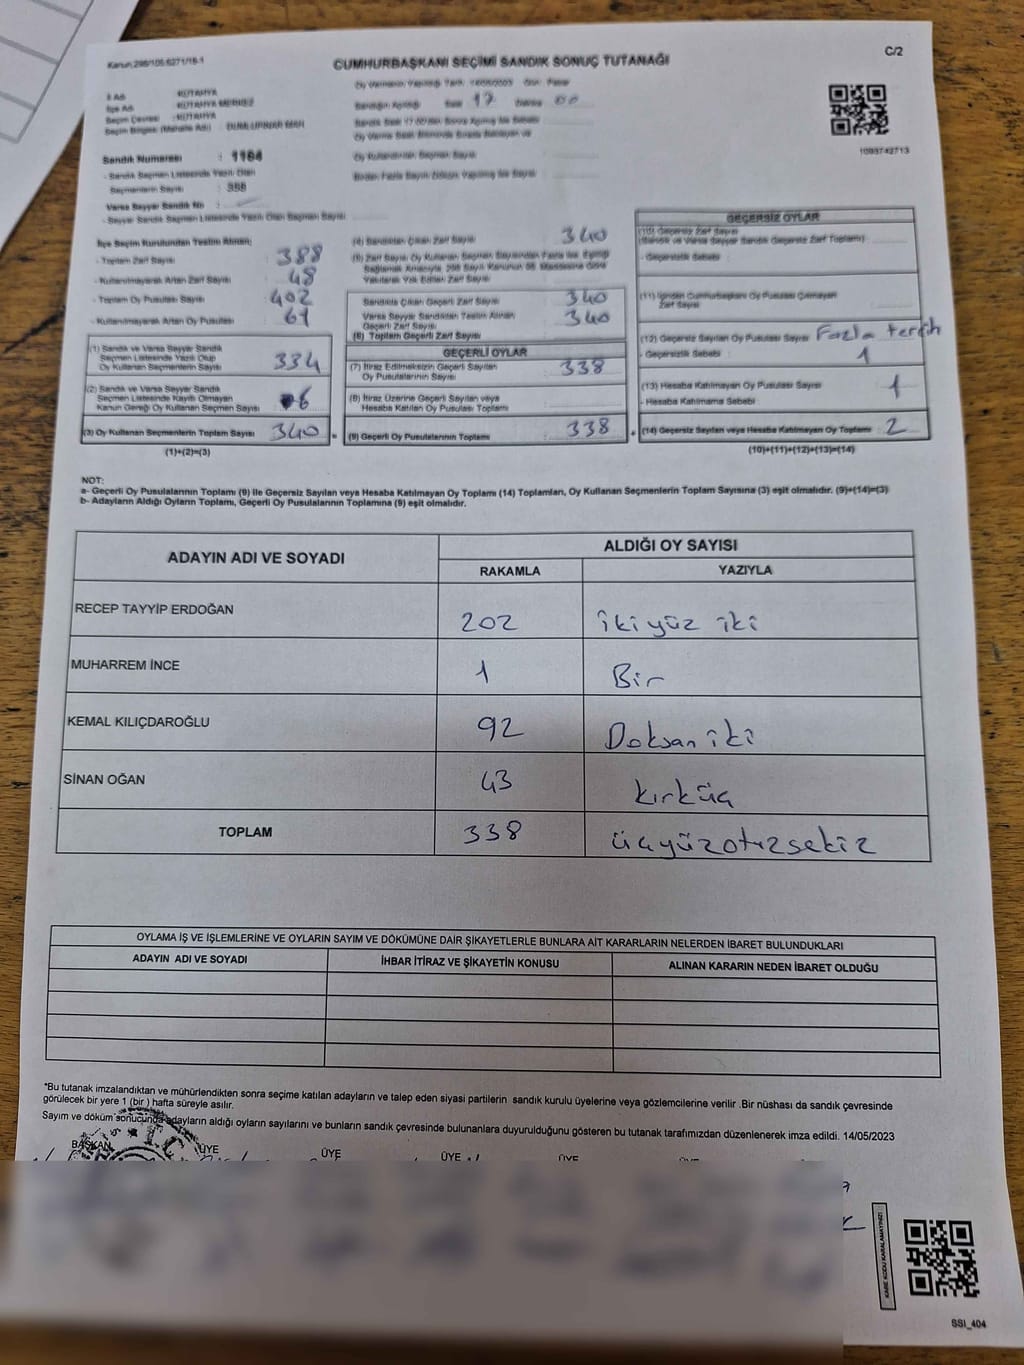 Kanun:298/105:6271/18-1
CUMHURBAŞKANI SEÇİMİ SANDIK SONUÇ TUTANAĞI
C/2
İl Adı : KÜTAHYA
İlçe Adı : KÜTAHYA MERKEZ
Seçim Çevresi : KÜTAHYA
Seçim Bölgesi (Mahalle Adı) : DUMLUPINAR MAH.
Sandık Numarası : 1164
- Sandık Seçmen Listesinde Yazılı Olan
Seçmenlerin Sayısı :
Varsa Seyyar Sandık No :
- Seyyar Sandık Seçmen Listesinde Yazılı Olan Seçmen Sayısı
Sandığın Açıldığı Saat 17 Dakika 00
Oy Kullandırılan Seçmen Sayısı
1093742713
İlçe Seçim Kurulundan Teslim Alınan;
- Toplam Zarf Sayısı : 388
- Kullanılmayarak Artan Zarf Sayısı : 48
- Toplam Oy Pusulası Sayısı : 402
- Kullanılmayarak Artan Oy Pusulası : 61
(1) Sandık ve Varsa Seyyar Sandık
Seçmen Listesinde Yazılı Olup
Oy Kullanan Seçmenlerin Sayısı 334
(2) Sandık ve Varsa Seyyar Sandık
Seçmen Listesinde Kayıtlı Olmayan
Kanun Gereği Oy Kullanan Seçmen Sayısı 6
(3) Oy Kullanan Seçmenlerin Toplam Sayısı 340
(1)+(2)=(3)
(4) Sandıktan Çıkan Zarf Sayısı : 340
(5) Zarf Sayısı Oy Kullanan Seçmen Sayısından Fazla ise Eşitliği
Sağlamak Amacıyla 298 Sayılı Kanunun 98. Maddesine Göre
Yakılarak Yok Edilen Zarf Sayısı
Sandıkta Çıkan Geçerli Zarf Sayısı : 340
Varsa Seyyar Sandıktan Teslim Alınan
Geçerli Zarf Sayısı : 340
(6) Toplam Geçerli Zarf Sayısı
GEÇERLİ OYLAR
(7) İtiraz Edilmeksizin Geçerli Sayılan
Oy Pusulalarının Sayısı : 338
(8) İtiraz Üzerine Geçerli Sayılan veya
Hesaba Katılan Oy Pusulası Toplamı
(9) Geçerli Oy Pusulalarının Toplamı : 338
GEÇERSİZ OYLAR
(10) Geçersiz Zarf Sayısı
(Sandık ve Varsa Seyyar Sandık Geçersiz Zarf Toplamı)
- Geçersizlik Sebebi :
(11) İçinden Cumhurbaşkanı Oy Pusulası Çıkmayan
Zarf Sayısı
(12) Geçersiz Sayılan Oy Pusulası Sayısı Fazla tercih
- Geçersizlik Sebebi : 1
(13) Hesaba Katılmayan Oy Pusulası Sayısı 1
- Hesaba Katılmama Sebebi :
(14) Geçersiz Sayılan veya Hesaba Katılmayan Oy Toplamı : 2
(10)+(11)+(12)+(13)=(14)
NOT:
a- Geçerli Oy Pusulalarının Toplamı (9) ile Geçersiz Sayılan veya Hesaba Katılmayan Oy Toplamı (14) Toplamları, Oy Kullanan Seçmenlerin Toplam Sayısına (3) eşit olmalıdır. (9)+(14)=(3)
b- Adayların Aldığı Oyların Toplamı, Geçerli Oy Pusulalarının Toplamına (9) eşit olmalıdır.
ADAYIN ADI VE SOYADI
ALDIĞI OY SAYISI
RAKAMLA YAZIYLA
RECEP TAYYİP ERDOĞAN 202 ikiyüz iki
MUHARREM İNCE 1 Bir
KEMAL KILIÇDAROĞLU 92 Doksan iki
SİNAN OĞAN 43 kırküç
TOPLAM 338 üçyüzotuzsekiz
OYLAMA İŞ VE İŞLEMLERİNE VE OYLARIN SAYIM VE DÖKÜMÜNE DAİR ŞİKAYETLERLE BUNLARA AİT KARARLARIN NELERDEN İBARET BULUNDUKLARI
ADAYIN ADI VE SOYADI İHBAR İTİRAZ VE ŞİKAYETİN KONUSU ALINAN KARARIN NEDEN İBARET OLDUĞU
*Bu tutanak imzalandıktan ve mühürlendikten sonra seçime katılan adayların ve talep eden siyasi partilerin sandık kurulu üyelerine veya gözlemcilerine verilir .Bir nüshası da sandık çevresinde
görülecek bir yere 1 (bir ) hafta süreyle asılır.
Sayım ve döküm sonucunda adayların aldığı oyların sayılarını ve bunların sandık çevresinde bulunanlara duyurulduğunu gösteren bu tutanak tarafımızdan düzenlenerek imza edildi. 14/05/2023
BAŞKAN ÜYE ÜYE ÜYE ÜYE
KARE KODU KARALAMAYINIZ!
SSI_404